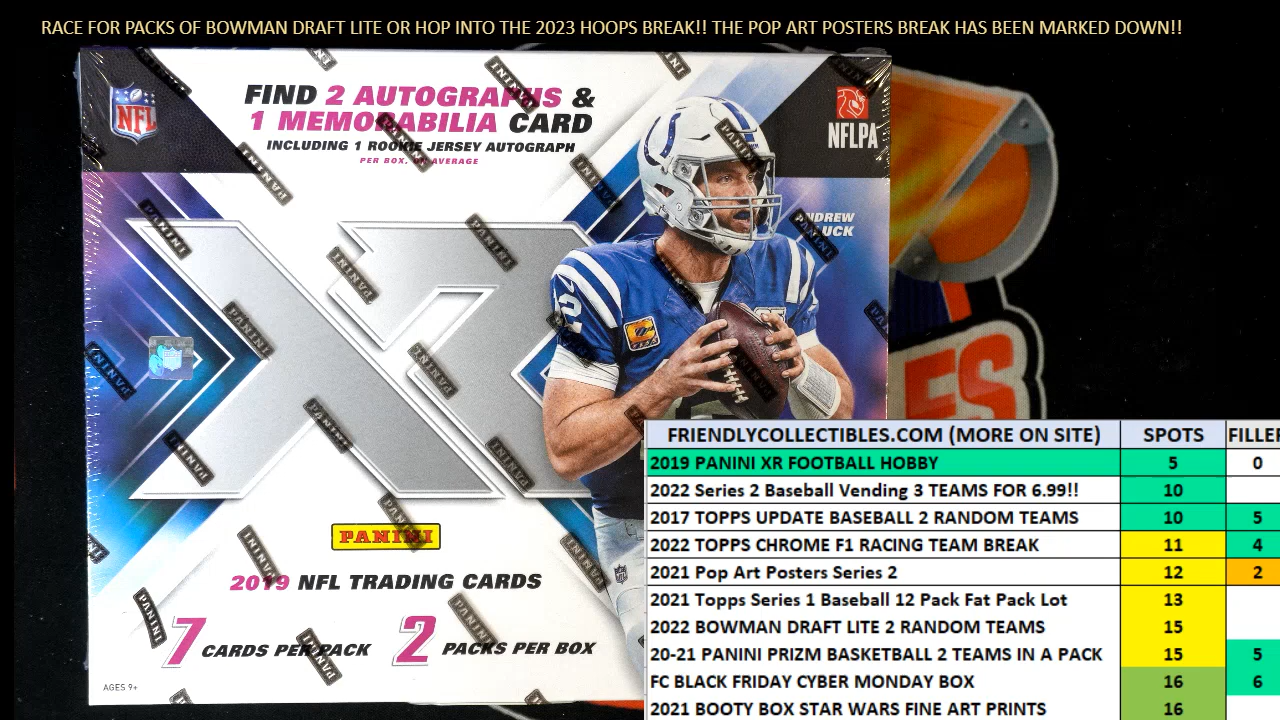 RACE FOR PACKS OF BOWMAN DRAFT LITE OR HOP INTO THE 2023 HOOPS BREAK!! THE POP ART POSTERS BREAK HAS BEEN MARKED DOWN!!
NFL
FIND 2 AUTOGRAPHS &
1 MEMORABILIA CARD
INCLUDING 1 ROOKIE JERSEY AUTOGRAPH
PER BOX, ON AVERAGE
NFLPA
ANDREW
LUCK
XR
PANINI
2019 NFL TRADING CARDS
7 CARDS PER PACK 2 PACKS PER BOX
AGES 9+
ES
FRIENDLYCOLLECTIBLES.COM (MORE ON SITE) SPOTS FILLER
2019 PANINI XR FOOTBALL HOBBY 5 0
2022 Series 2 Baseball Vending 3 TEAMS FOR 6.99!! 10
2017 TOPPS UPDATE BASEBALL 2 RANDOM TEAMS 10 5
2022 TOPPS CHROME F1 RACING TEAM BREAK 11 4
2021 Pop Art Posters Series 2 12 2
2021 Topps Series 1 Baseball 12 Pack Fat Pack Lot 13
2022 BOWMAN DRAFT LITE 2 RANDOM TEAMS 15
20-21 PANINI PRIZM BASKETBALL 2 TEAMS IN A PACK 15 5
FC BLACK FRIDAY CYBER MONDAY BOX 16 6
2021 BOOTY BOX STAR WARS FINE ART PRINTS 16